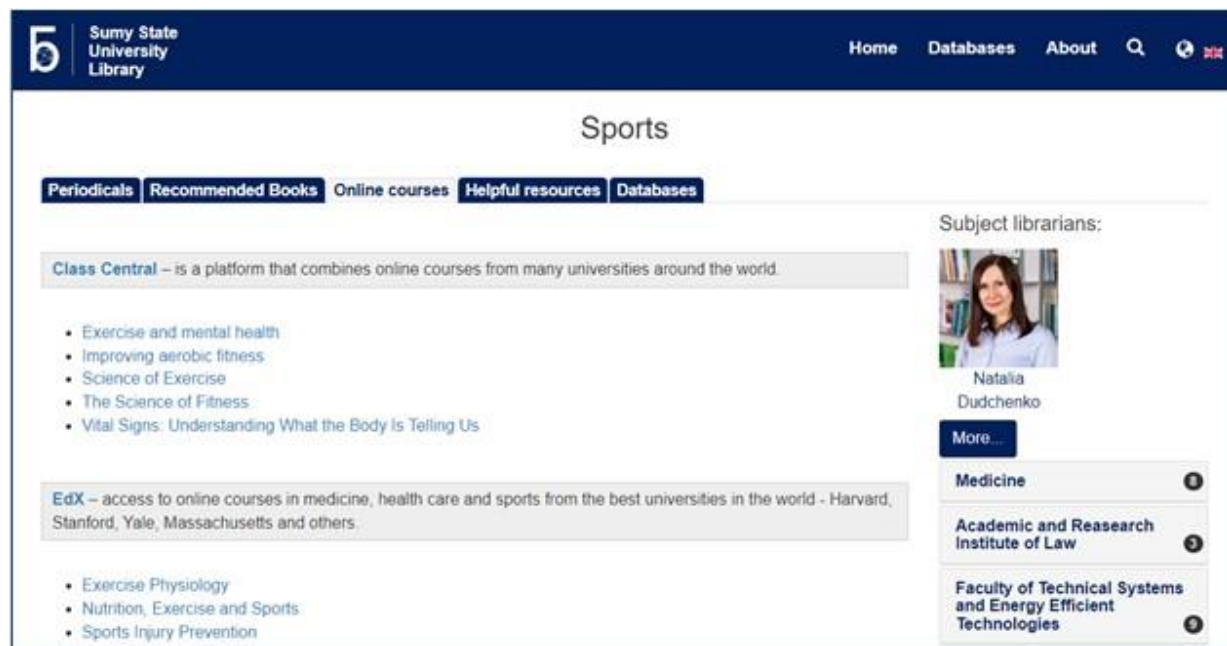 Sumy State
University
Library
Home Databases About
Sports
Periodicals Recommended Books Online courses Helpful resources Databases
Class Central – is a platform that combines online courses from many universities around the world.
• Exercise and mental health
• Improving aerobic fitness
• Science of Exercise
• The Science of Fitness
• Vital Signs: Understanding What the Body Is Telling Us
EdX – access to online courses in medicine, health care and sports from the best universities in the world - Harvard,
Stanford, Yale, Massachusetts and others.
• Exercise Physiology
• Nutrition, Exercise and Sports
• Sports Injury Prevention
Subject librarians:
Natalia
Dudchenko
More...
Medicine 8
Academic and Reasearch
Institute of Law 3
Faculty of Technical Systems
and Energy Efficient
Technologies 9